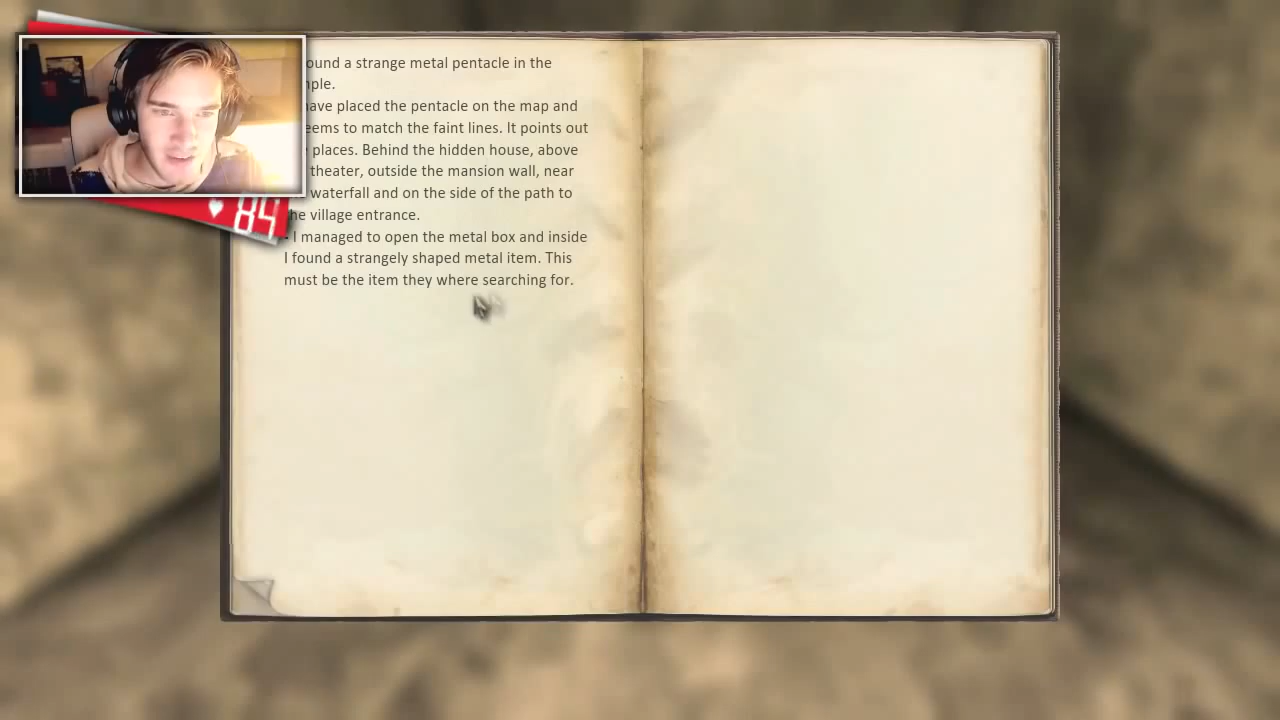 84
ound a strange metal pentacle in the
ple.
have placed the pentacle on the map and
eems to match the faint lines. It points out
places. Behind the hidden house, above
theater, outside the mansion wall, near
waterfall and on the side of the path to
he village entrance.
- I managed to open the metal box and inside
I found a strangely shaped metal item. This
must be the item they where searching for.